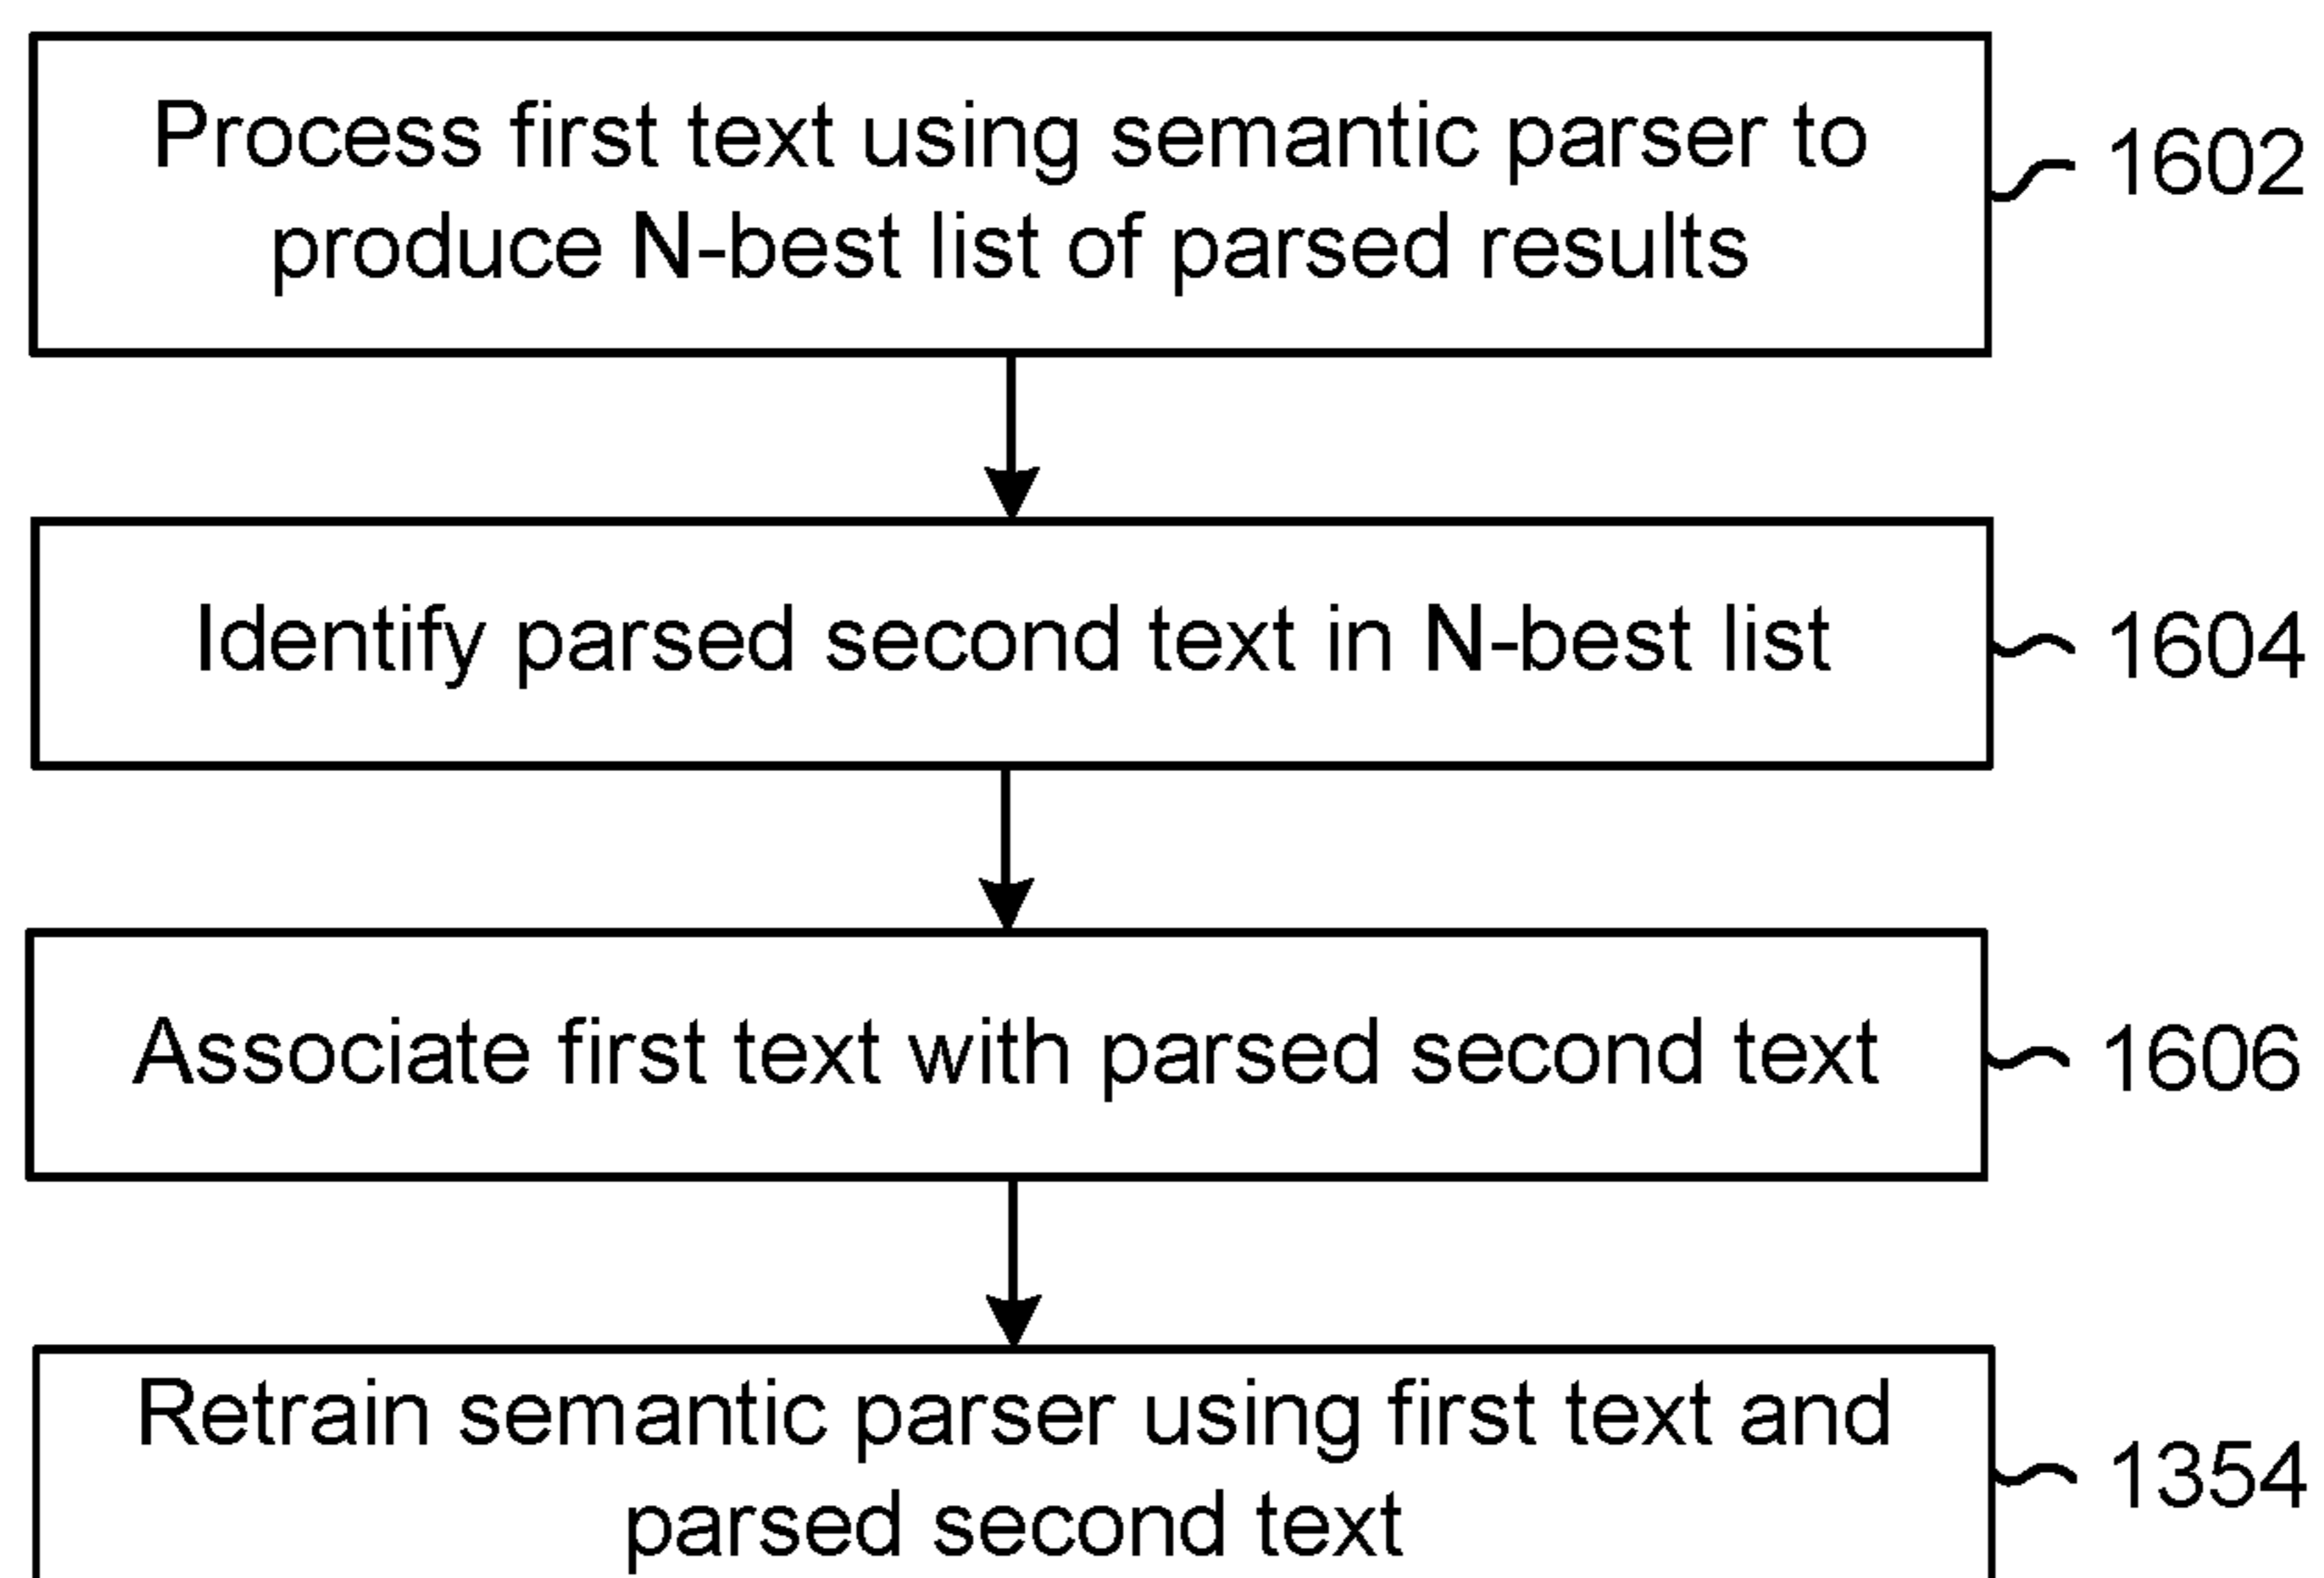 Process first text using semantic parser to
produce N-best list of parsed results
1602
Identify parsed second text in N-best list
1604
Associate first text with parsed second text
1606
Retrain semantic parser using first text and
parsed second text
1354